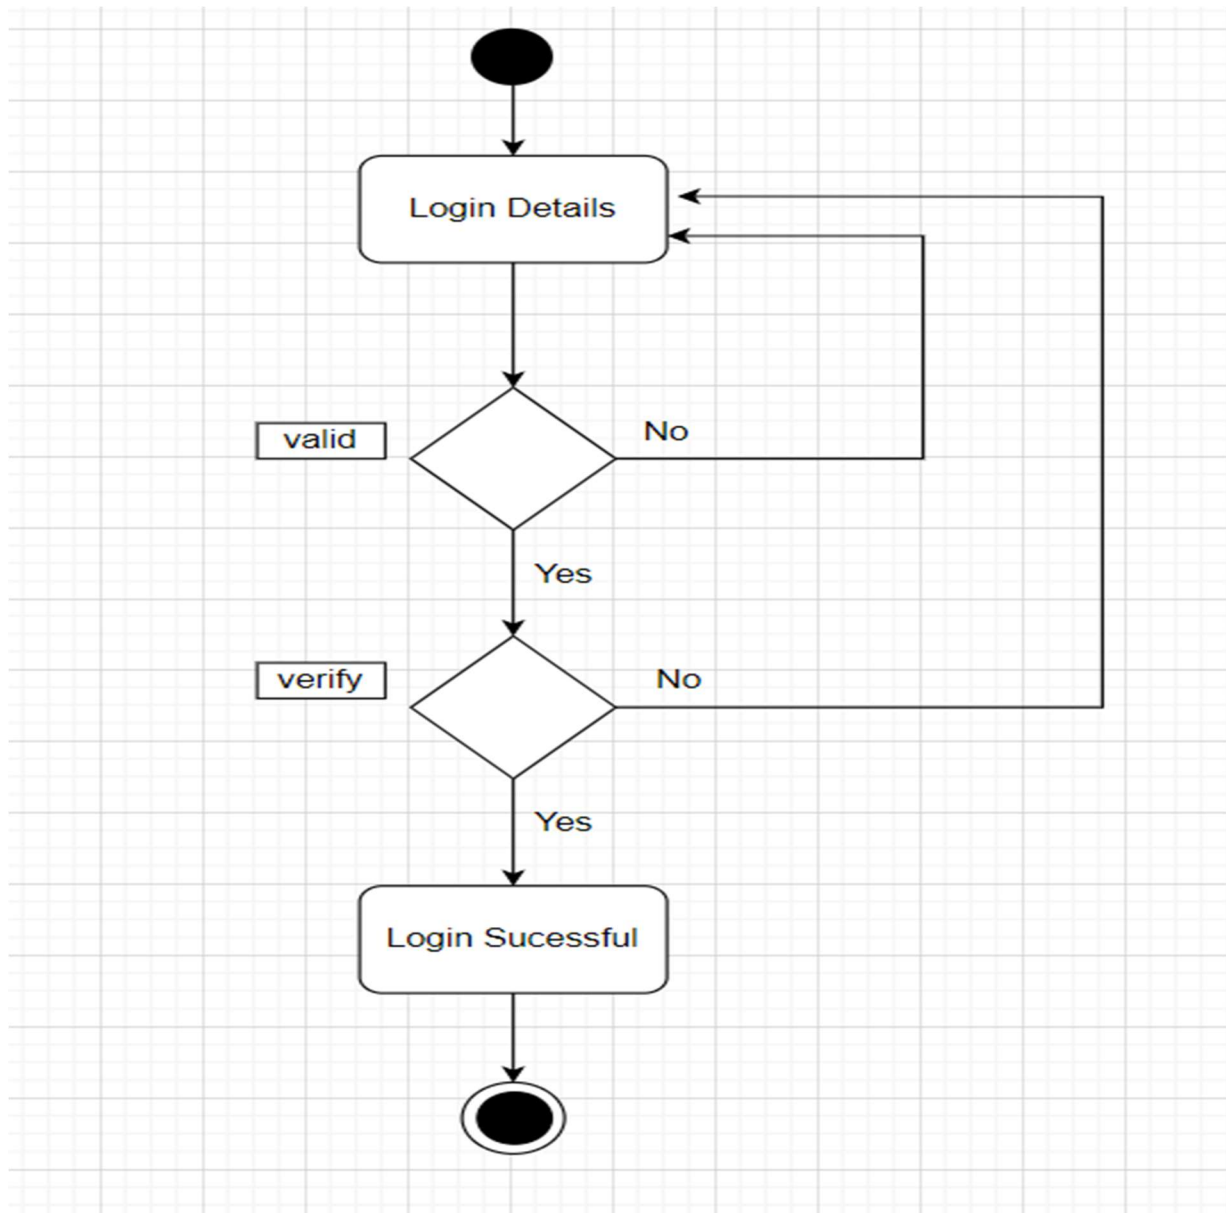 Login Details
valid
No
Yes
verify
No
Yes
Login Sucessful